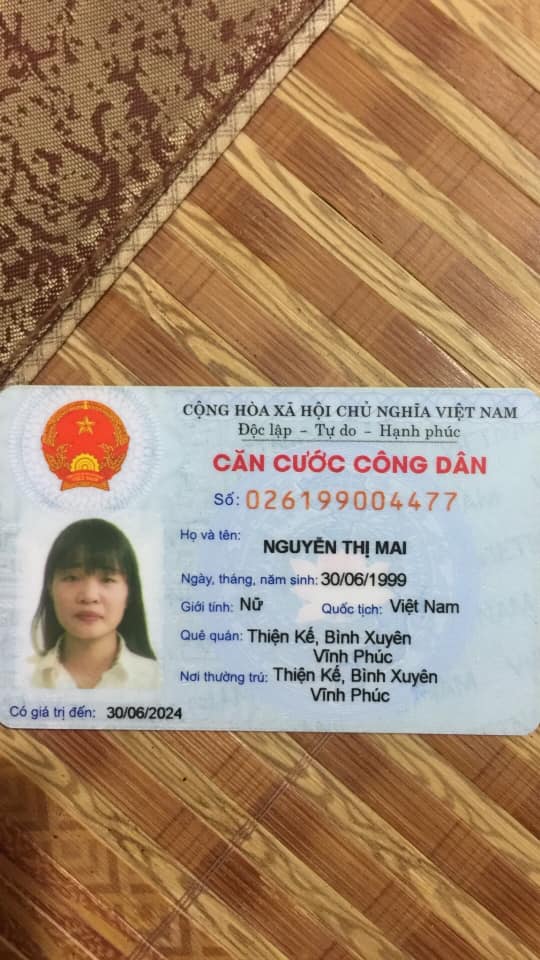 CỘNG HÒA XÃ HỘI CHỦ NGHĨA VIỆT NAM
Độc lập - Tự do - Hạnh phúc
CĂN CƯỚC CÔNG DÂN
Số: 026199004477
Họ và tên:
NGUYỄN THỊ MAI
Ngày, tháng, năm sinh: 30/06/1999
Giới tính: Nữ Quốc tịch: Việt Nam
Quê quán: Thiện Kế, Bình Xuyên
Vĩnh Phúc
Nơi thường trú: Thiện Kế, Bình Xuyên
Vĩnh Phúc
Có giá trị đến: 30/06/2024